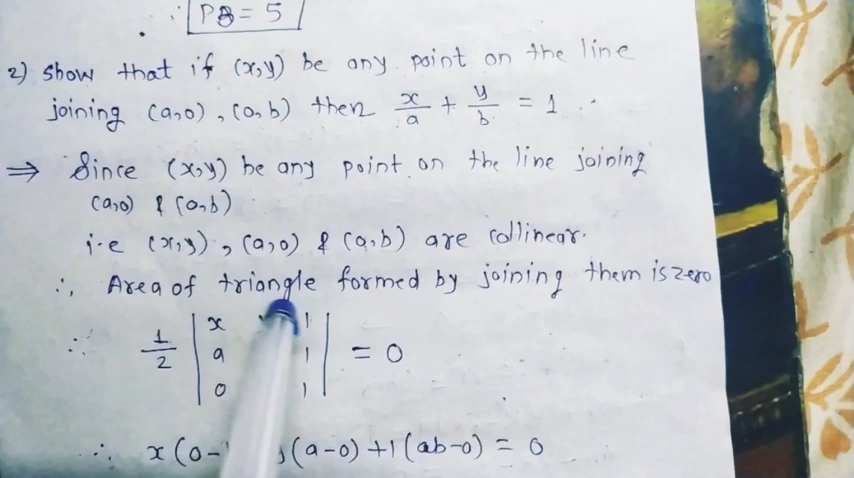 ∴ PB = 5
2) Show that if (x,y) be any point on the line
joining (a,0), (0,b) then x/a + y/b = 1.
⇒ Since (x,y) be any point on the line joining
(a,0) & (0,b)
i.e (x,y), (a,0) & (a,b) are collinear.
∴ Area of triangle formed by joining them is zero
∴ 1/2 | x 1 | = 0
| a 1 |
| 0 1 |
∴ x(0- (a-0)+1(ab-0) = 0